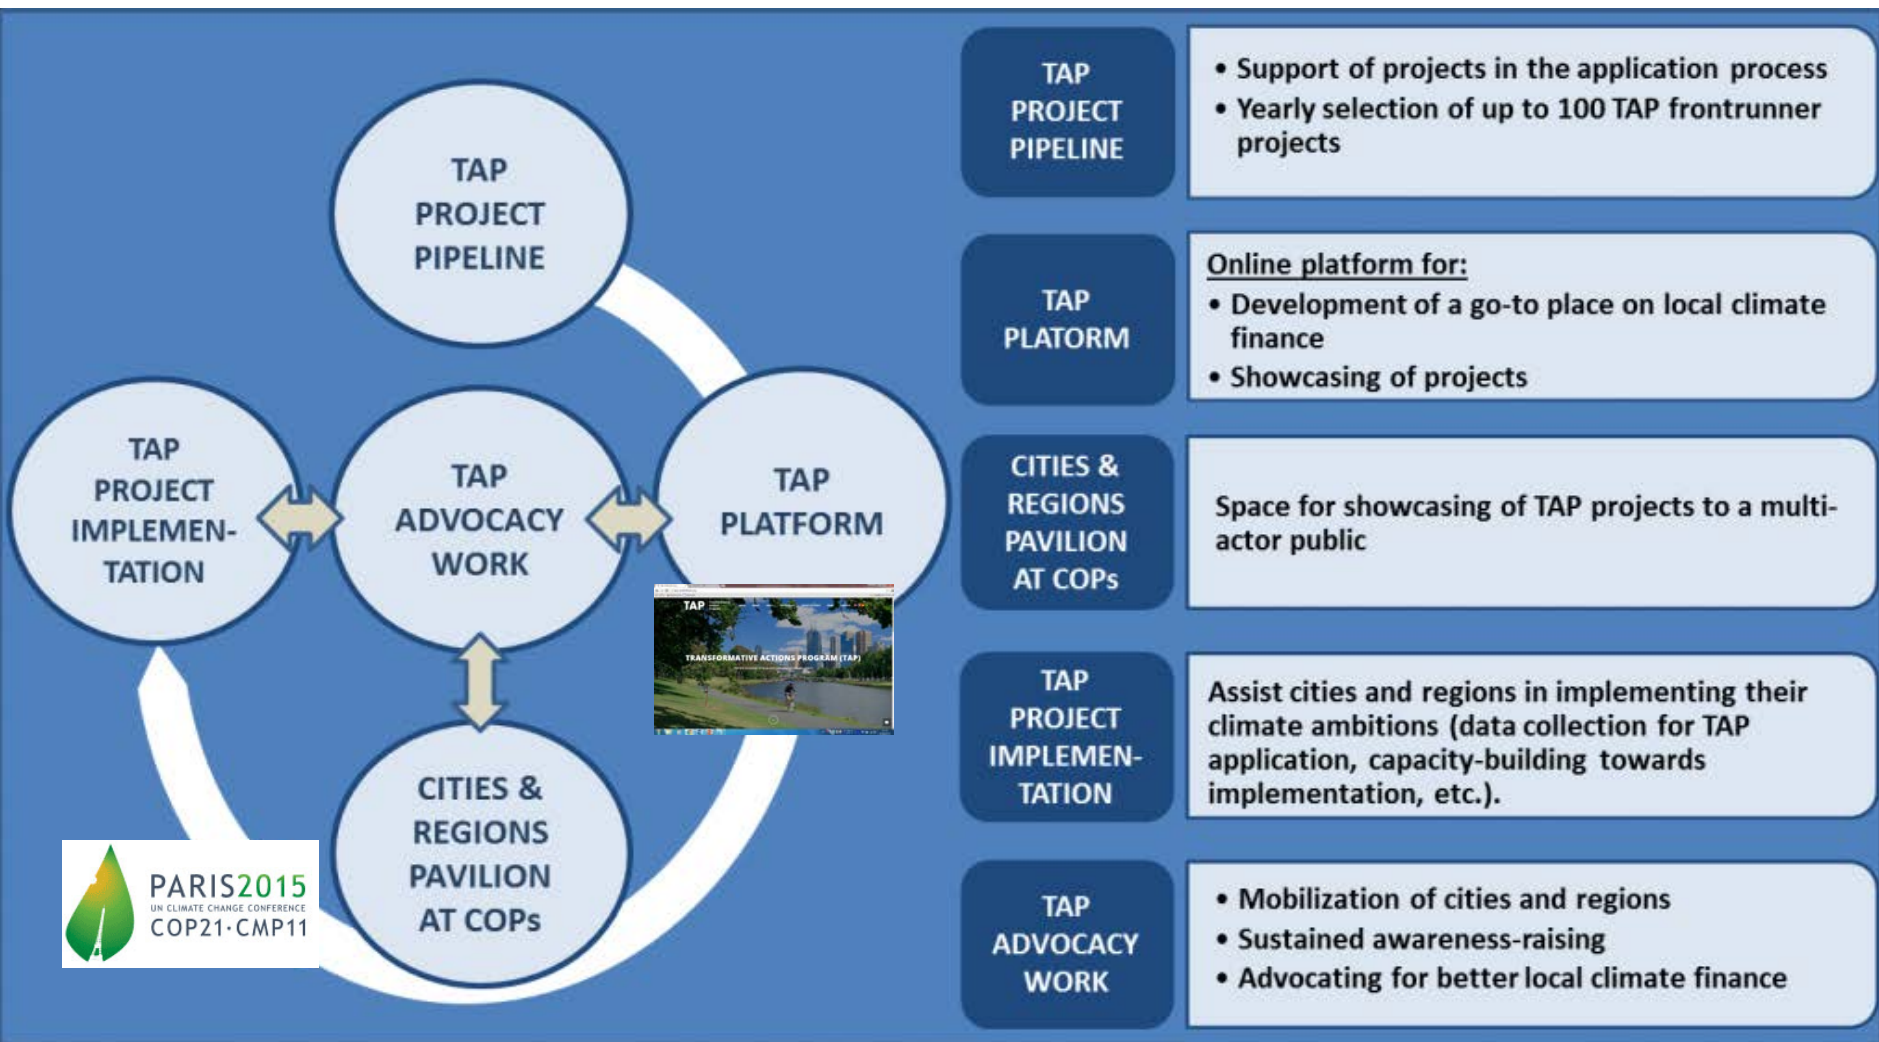 TAP
PROJECT
PIPELINE
TAP
PROJECT
IMPLEMEN-
TATION
TAP
ADVOCACY
WORK
TAP
PLATFORM
TAP
TRANSFORMATIVE ACTIONS PROGRAM (TAP)
CITIES &
REGIONS
PAVILION
AT COPs
PARIS2015
UN CLIMATE CHANGE CONFERENCE
COP21·CMP11
TAP
PROJECT
PIPELINE
• Support of projects in the application process
• Yearly selection of up to 100 TAP frontrunner
projects
TAP
PLATORM
Online platform for:
• Development of a go-to place on local climate
finance
• Showcasing of projects
CITIES &
REGIONS
PAVILION
AT COPs
Space for showcasing of TAP projects to a multi-
actor public
TAP
PROJECT
IMPLEMEN-
TATION
Assist cities and regions in implementing their
climate ambitions (data collection for TAP
application, capacity-building towards
implementation, etc.).
TAP
ADVOCACY
WORK
• Mobilization of cities and regions
• Sustained awareness-raising
• Advocating for better local climate finance